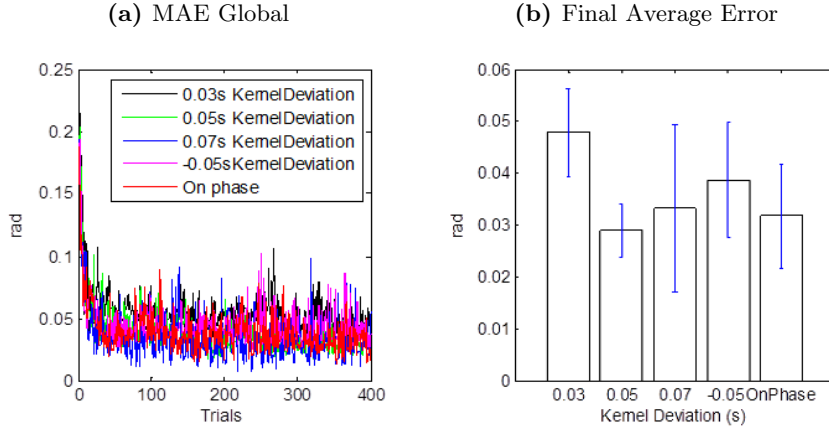 (a) MAE Global
0.25
0.2
0.15
0.1
0.05
0
rad
0.03s KernelDeviation
0.05s KernelDeviation
0.07s KernelDeviation
-0.05sKernelDeviation
On phase
0
100
200
300
400
Trials
(b) Final Average Error
0.06
0.05
0.04
0.03
0.02
0.01
0
rad
0.03
0.05
0.07
-0.05
OnPhase
Kernel Deviation (s)